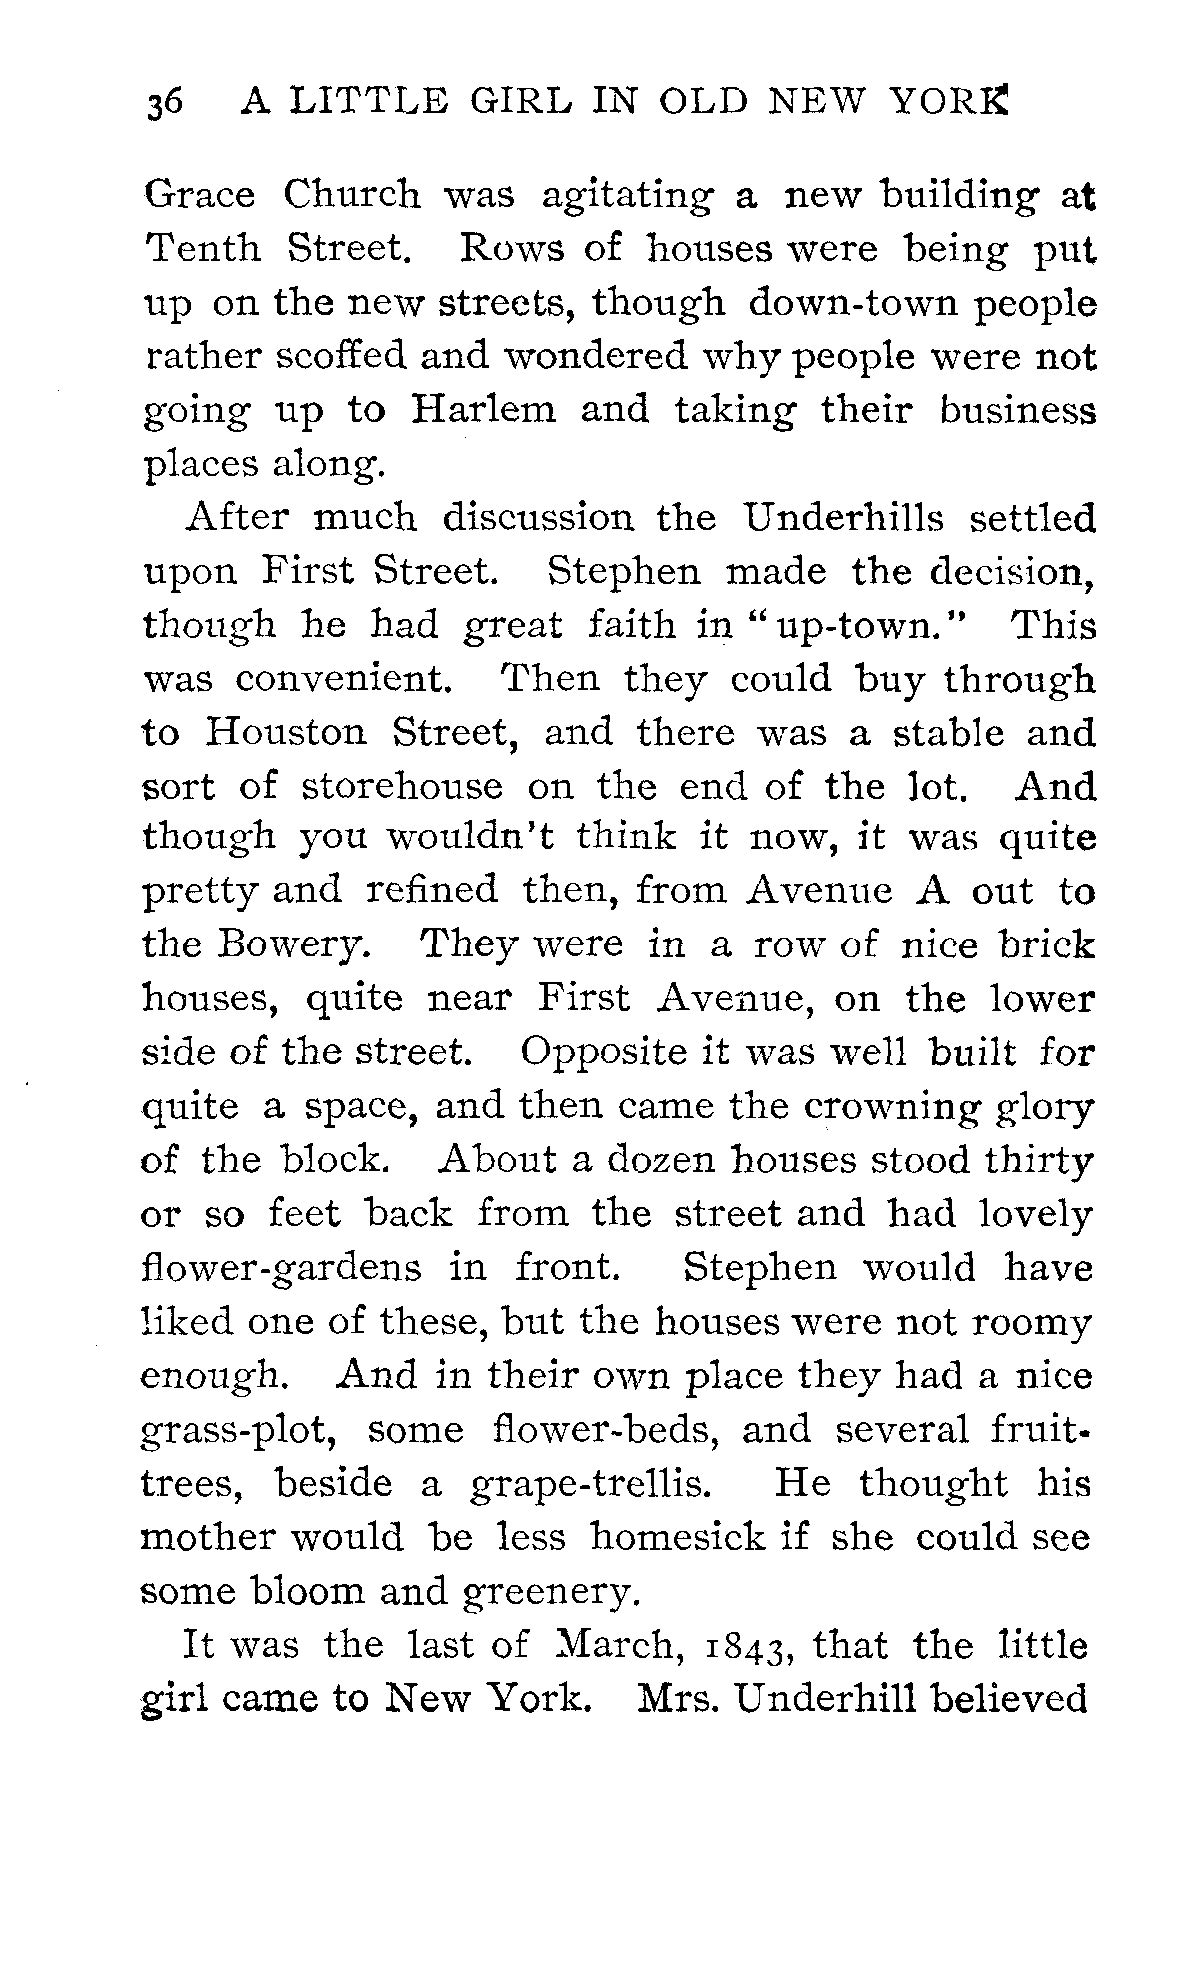 36 A LITTLE GIRL IN OLD NEW YORK
Grace Church was agitating a new building at
Tenth Street. Rows of houses were being put
up on the new streets, though down-town people
rather scoffed and wondered why people were not
going up to Harlem and taking their business
places along.
After much discussion the Underhills settled
upon First Street. Stephen made the decision,
though he had great faith in “ up-town.” This
was convenient. Then they could buy through
to Houston Street, and there was a stable and
sort of storehouse on the end of the lot. And
though you wouldn't think it now, it was quite
pretty and refined then, from Avenue A out to
the Bowery. They were in a row of nice brick
houses, quite near First Avenue, on the lower
side of the street. Opposite it was well built for
quite a space, and then came the crowning glory
of the block. About a dozen houses stood thirty
or so feet back from the street and had lovely
flower-gardens in front. Stephen would have
liked one of these, but the houses were not roomy
enough. And in their own place they had a nice
grass-plot, some flower-beds, and several fruit-
trees, beside a grape-trellis. He thought his
mother would be less homesick if she could see
some bloom and greenery.
It was the last of March, 1843, that the little
girl came to New York. Mrs. Underhill believed